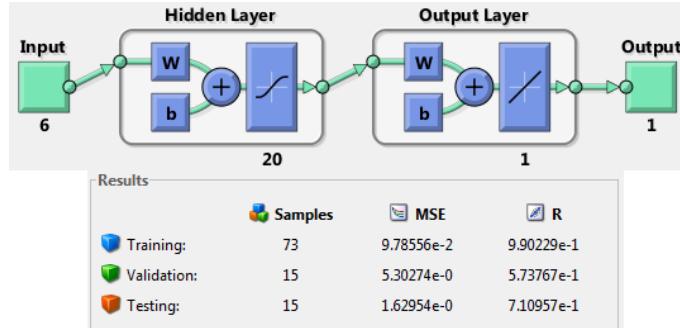 Hidden Layer Output Layer
Input Output
W W
+ +
b b
6 1
20 1
Results
Samples MSE R
Training: 73 9.78556e-2 9.90229e-1
Validation: 15 5.30274e-0 5.73767e-1
Testing: 15 1.62954e-0 7.10957e-1